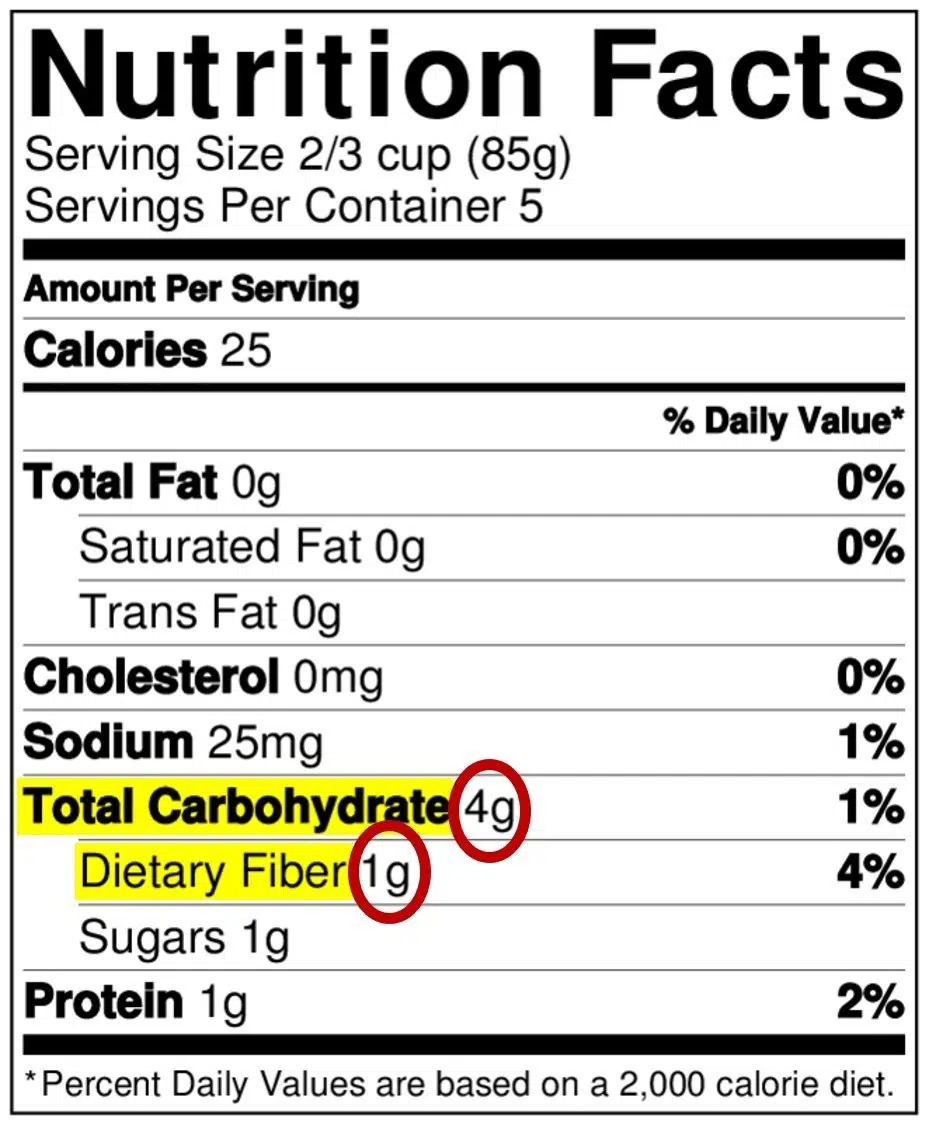 Nutrition Facts
Serving Size 2/3 cup (85g)
Servings Per Container 5
Amount Per Serving
Calories 25
% Daily Value*
Total Fat 0g 0%
Saturated Fat 0g 0%
Trans Fat 0g
Cholesterol 0mg 0%
Sodium 25mg 1%
Total Carbohydrate 4g 1%
Dietary Fiber 1g 4%
Sugars 1g
Protein 1g 2%
*Percent Daily Values are based on a 2,000 calorie diet.